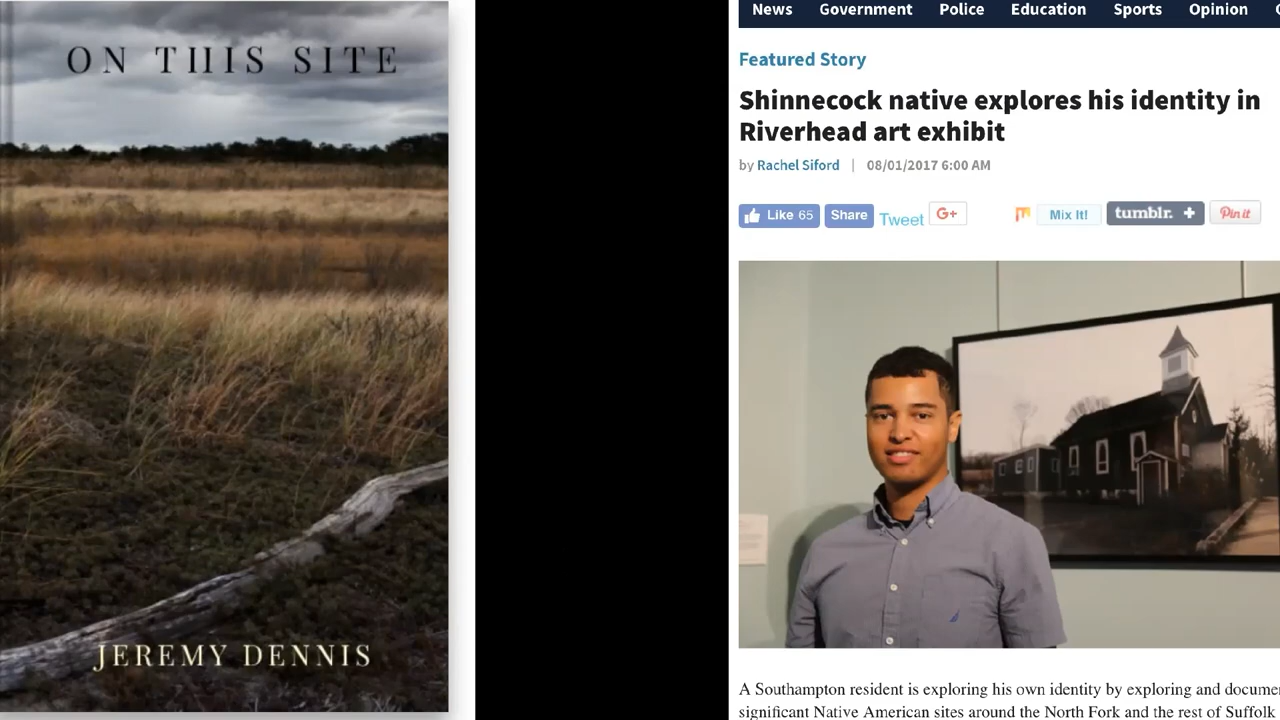 ON THIS SITE
JEREMY DENNIS
News Government Police Education Sports Opinion
Featured Story
Shinnecock native explores his identity in
Riverhead art exhibit
by Rachel Siford | 08/01/2017 6:00 AM
Like 65 Share Tweet G+ Mix It! tumblr. + Pin it
A Southampton resident is exploring his own identity by exploring and docume
significant Native American sites around the North Fork and the rest of Suffolk